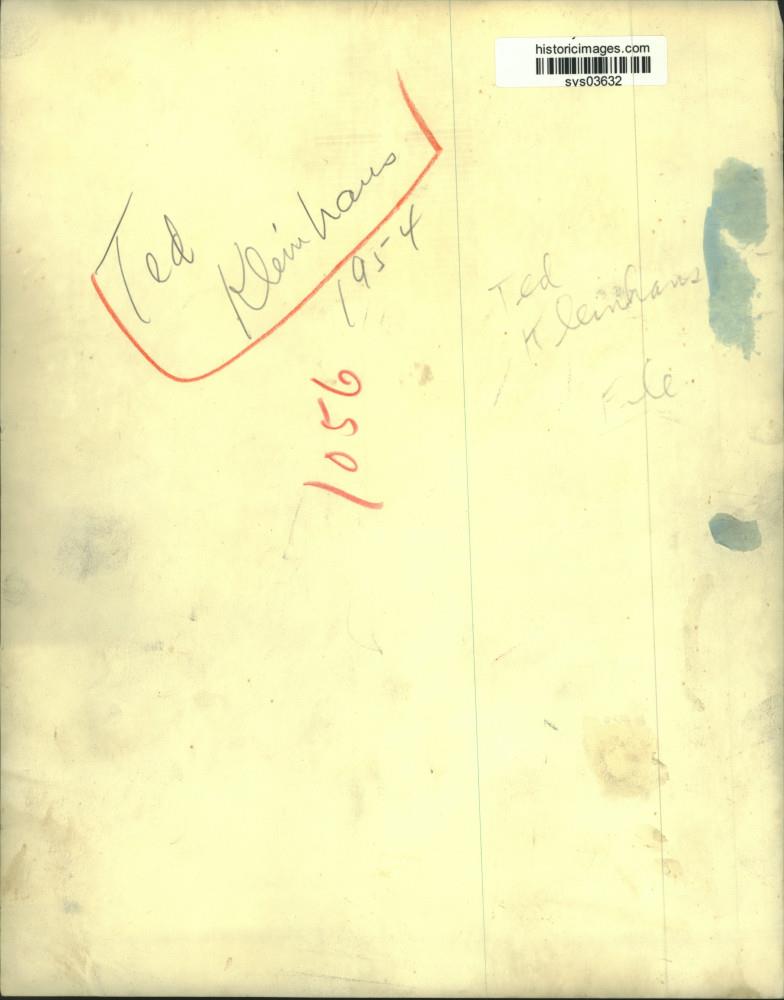 historicimages.com
svs03632
Ted
Kleinhans
1954
1056
Ted
Kleinhans
File